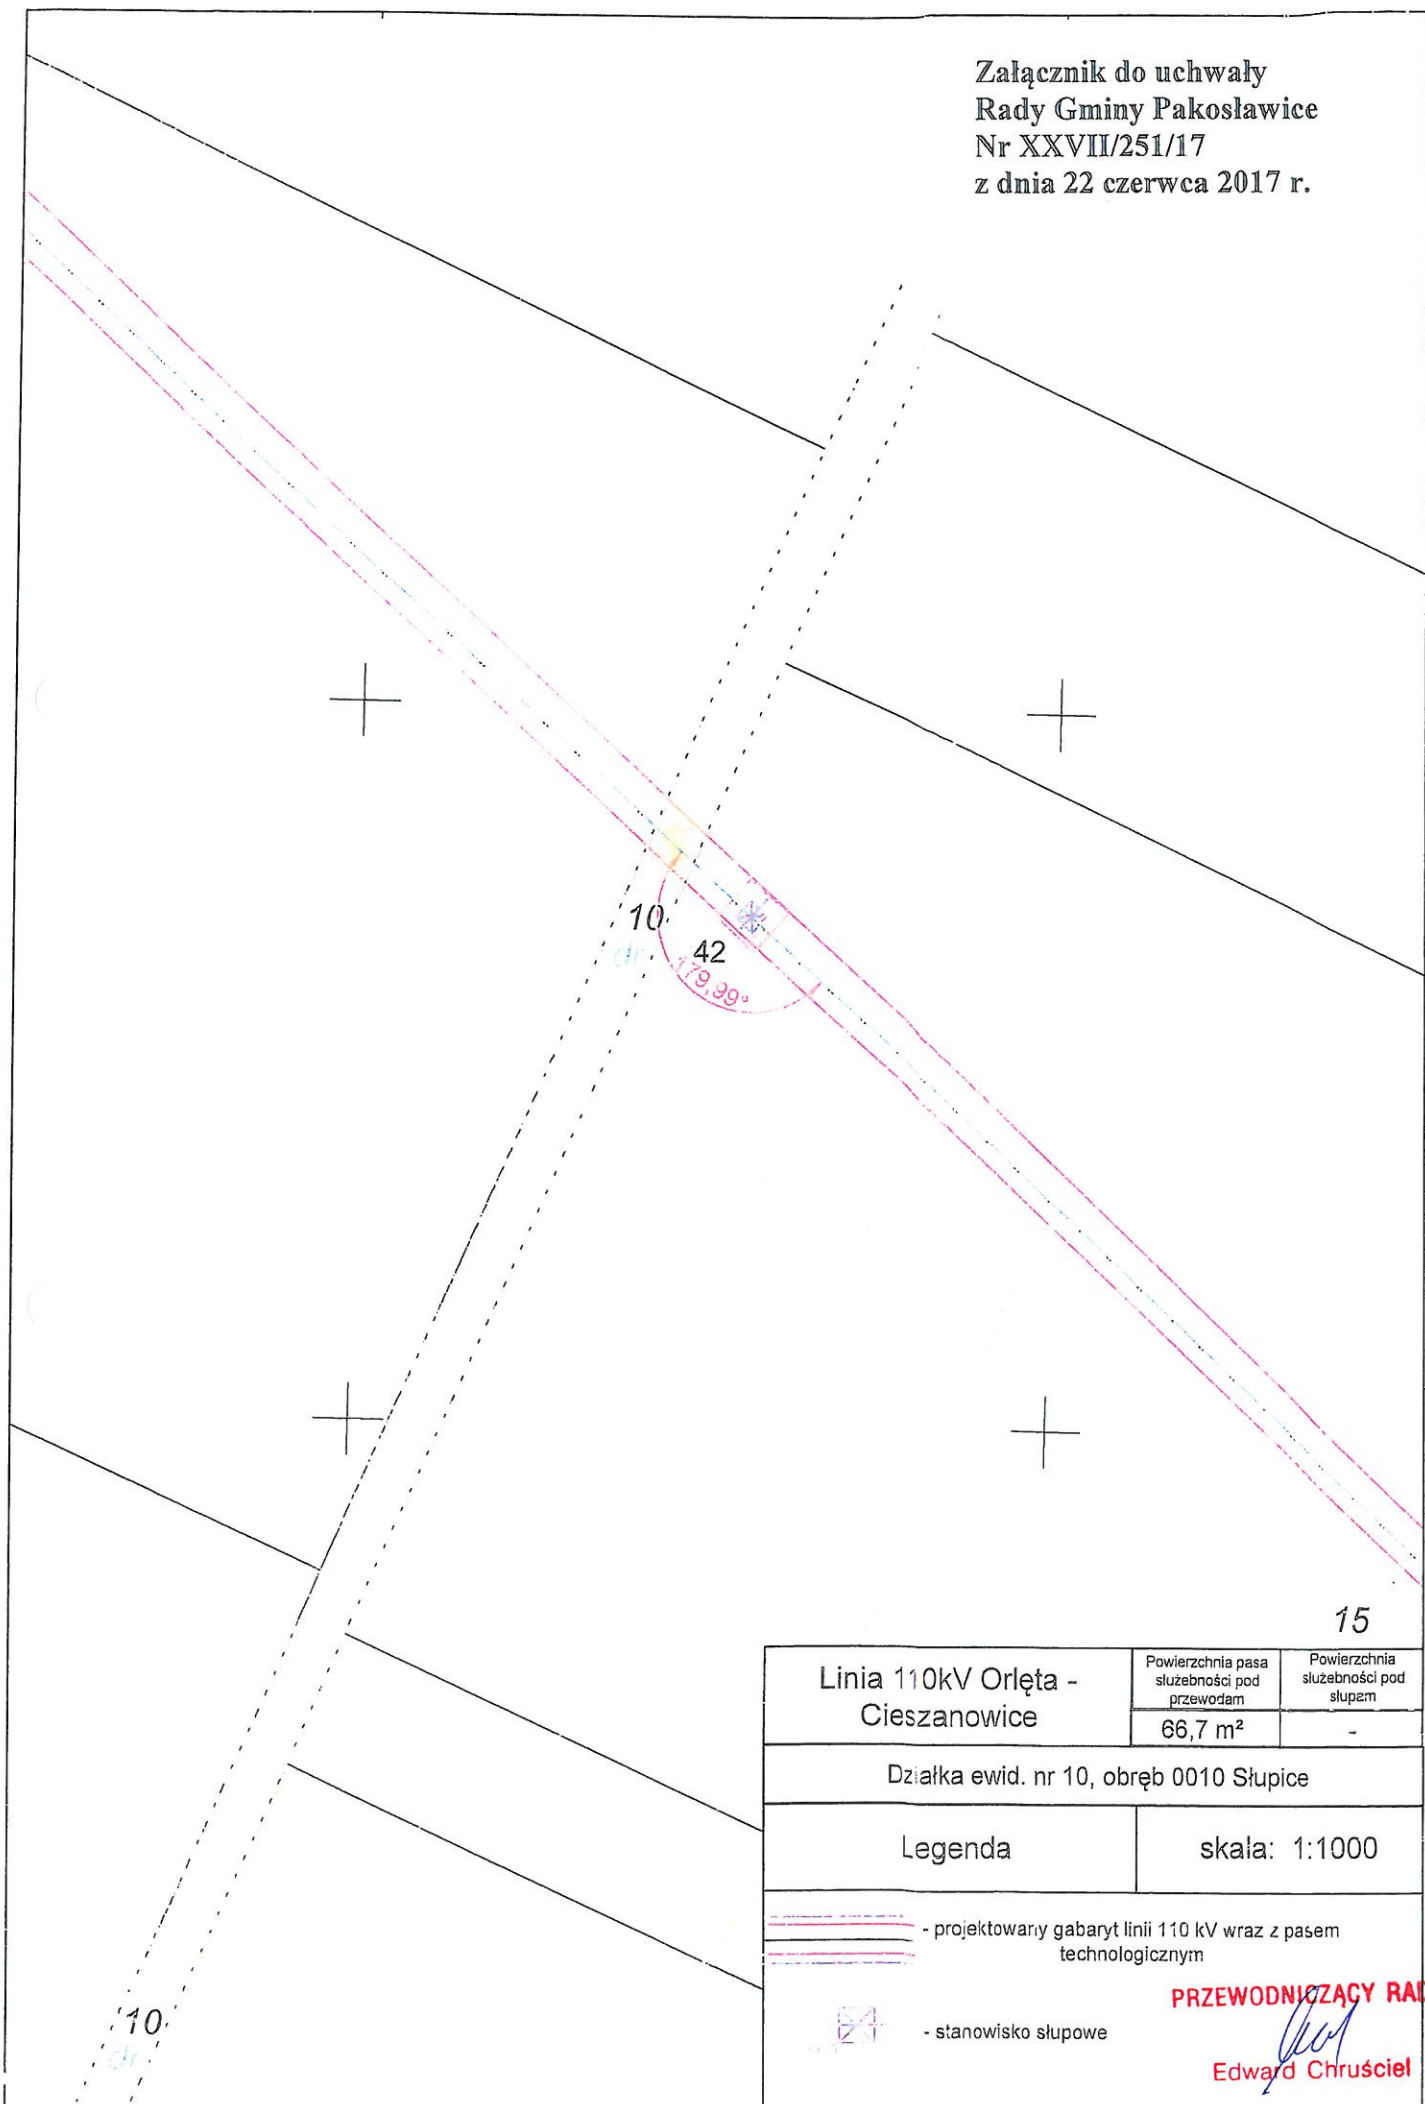 Załącznik do uchwały
Rady Gminy Pakosławice
Nr XXVII/251/17
z dnia 22 czerwca 2017 r.
10
dr
42
179,99°
15
Linia 110kV Orlęta -
Cieszanowice
Powierzchnia pasa
służebności pod
przewodam
66,7 m²
Powierzchnia
służebności pod
słupem
-
Działka ewid. nr 10, obręb 0010 Słupice
Legenda
skala: 1:1000
- projektowany gabaryt linii 110 kV wraz z pasem
technologicznym
- stanowisko słupowe
PRZEWODNICZĄCY RAD
Edward Chruściel
10
dr